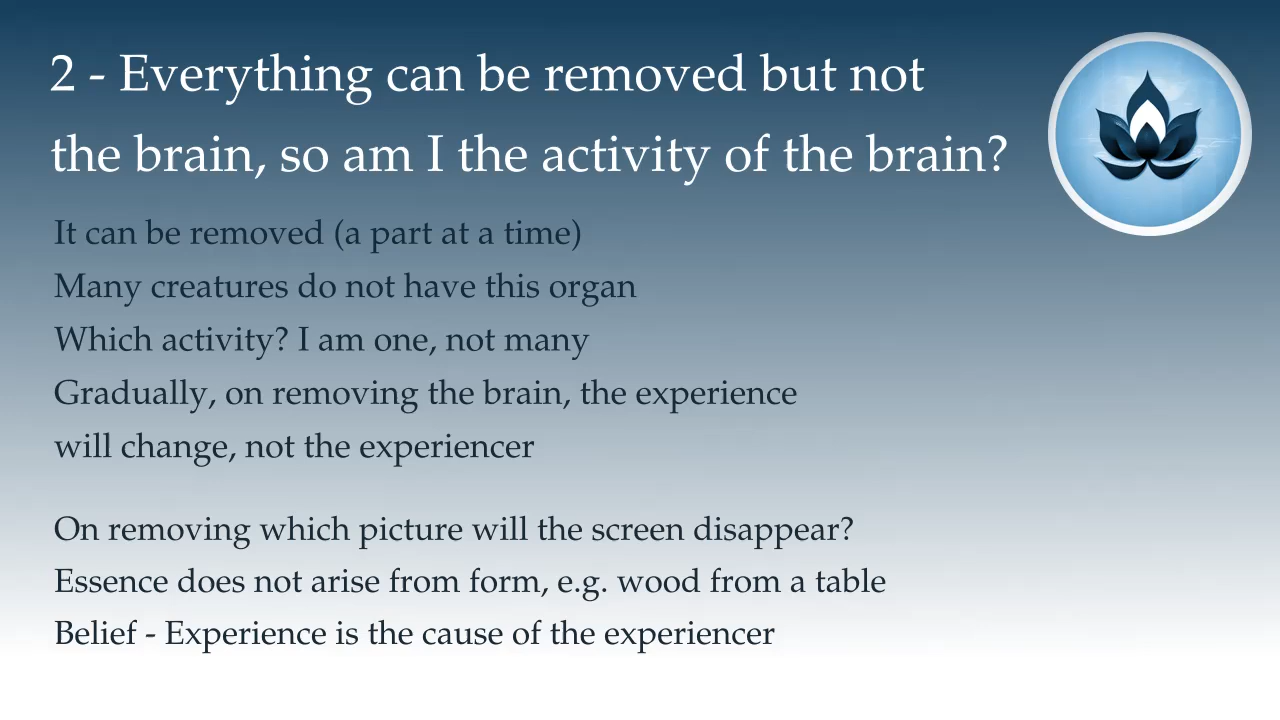 2 - Everything can be removed but not
the brain, so am I the activity of the brain?
It can be removed (a part at a time)
Many creatures do not have this organ
Which activity? I am one, not many
Gradually, on removing the brain, the experience
will change, not the experiencer
On removing which picture will the screen disappear?
Essence does not arise from form, e.g. wood from a table
Belief - Experience is the cause of the experiencer